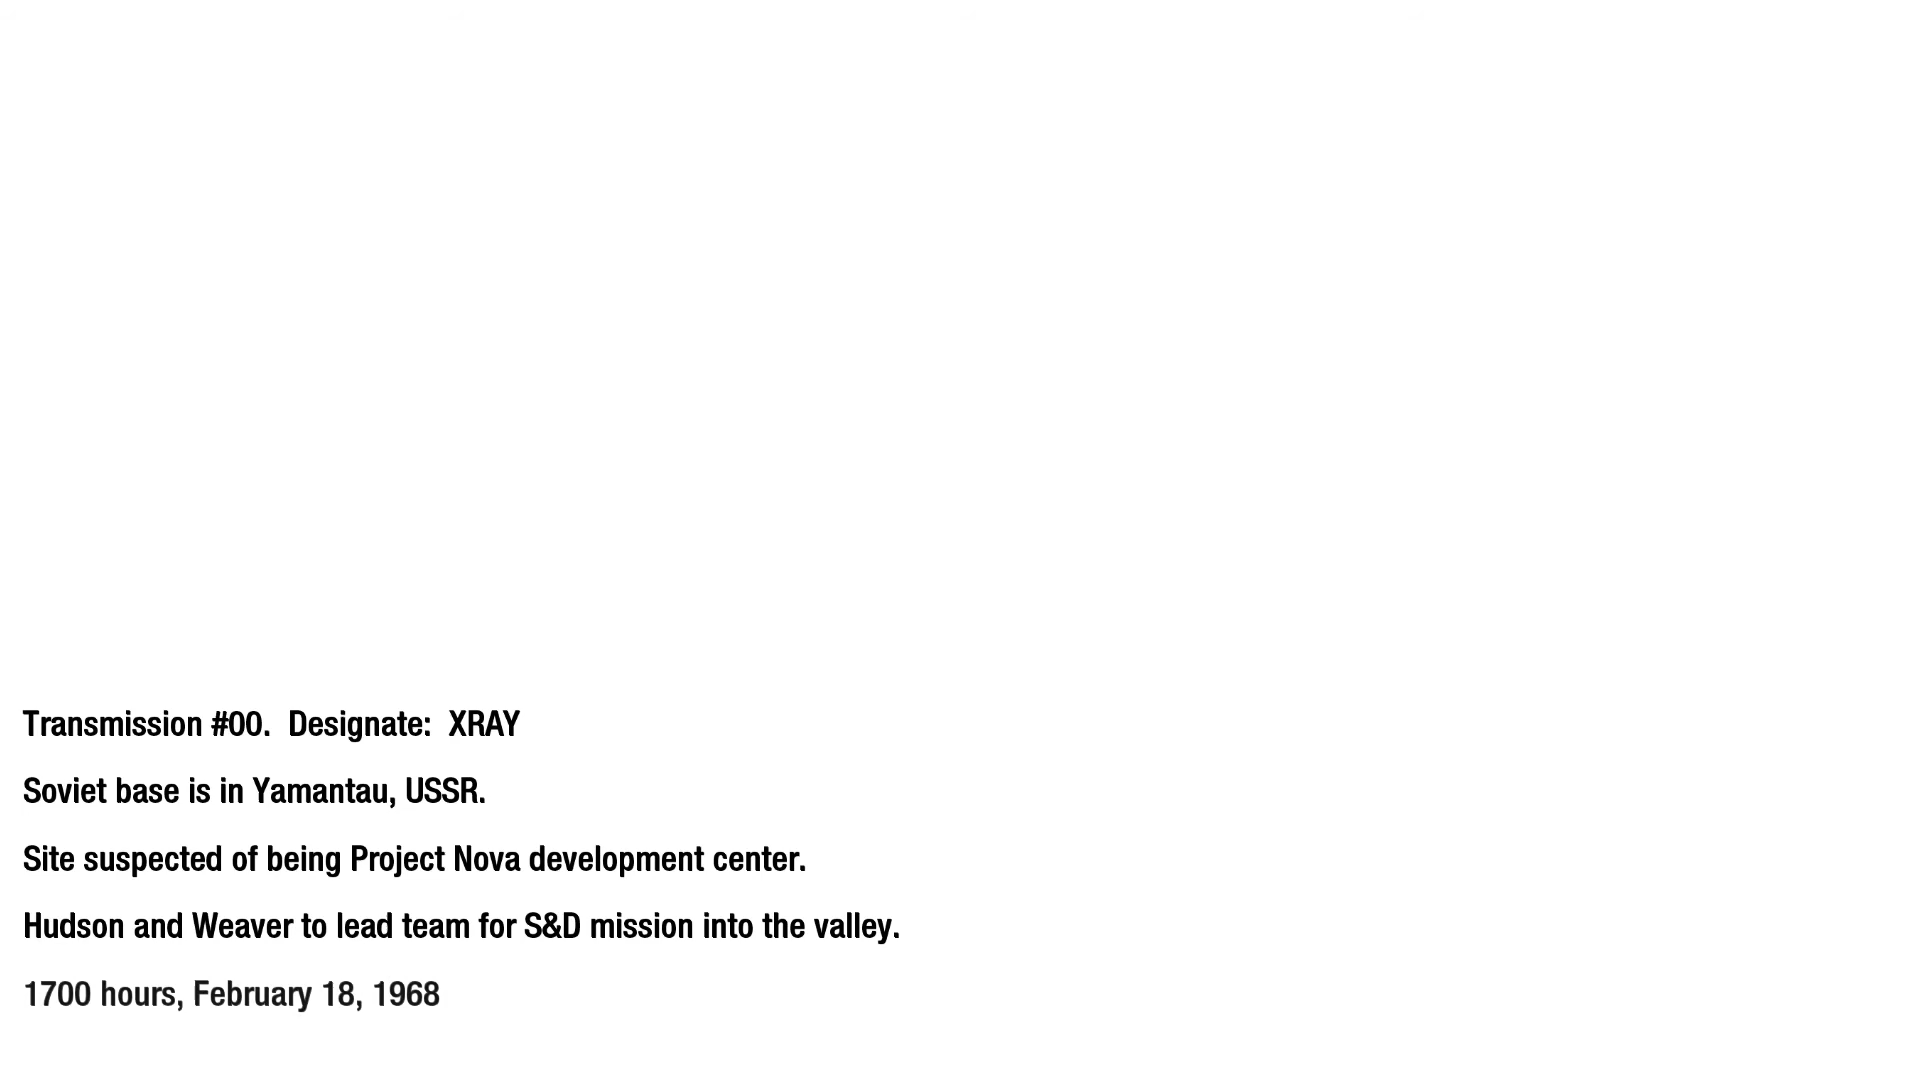 Transmission #00.  Designate:  XRAY
Soviet base is in Yamantau, USSR.
Site suspected of being Project Nova development center.
Hudson and Weaver to lead team for S&D mission into the valley.
1700 hours, February 18, 1968